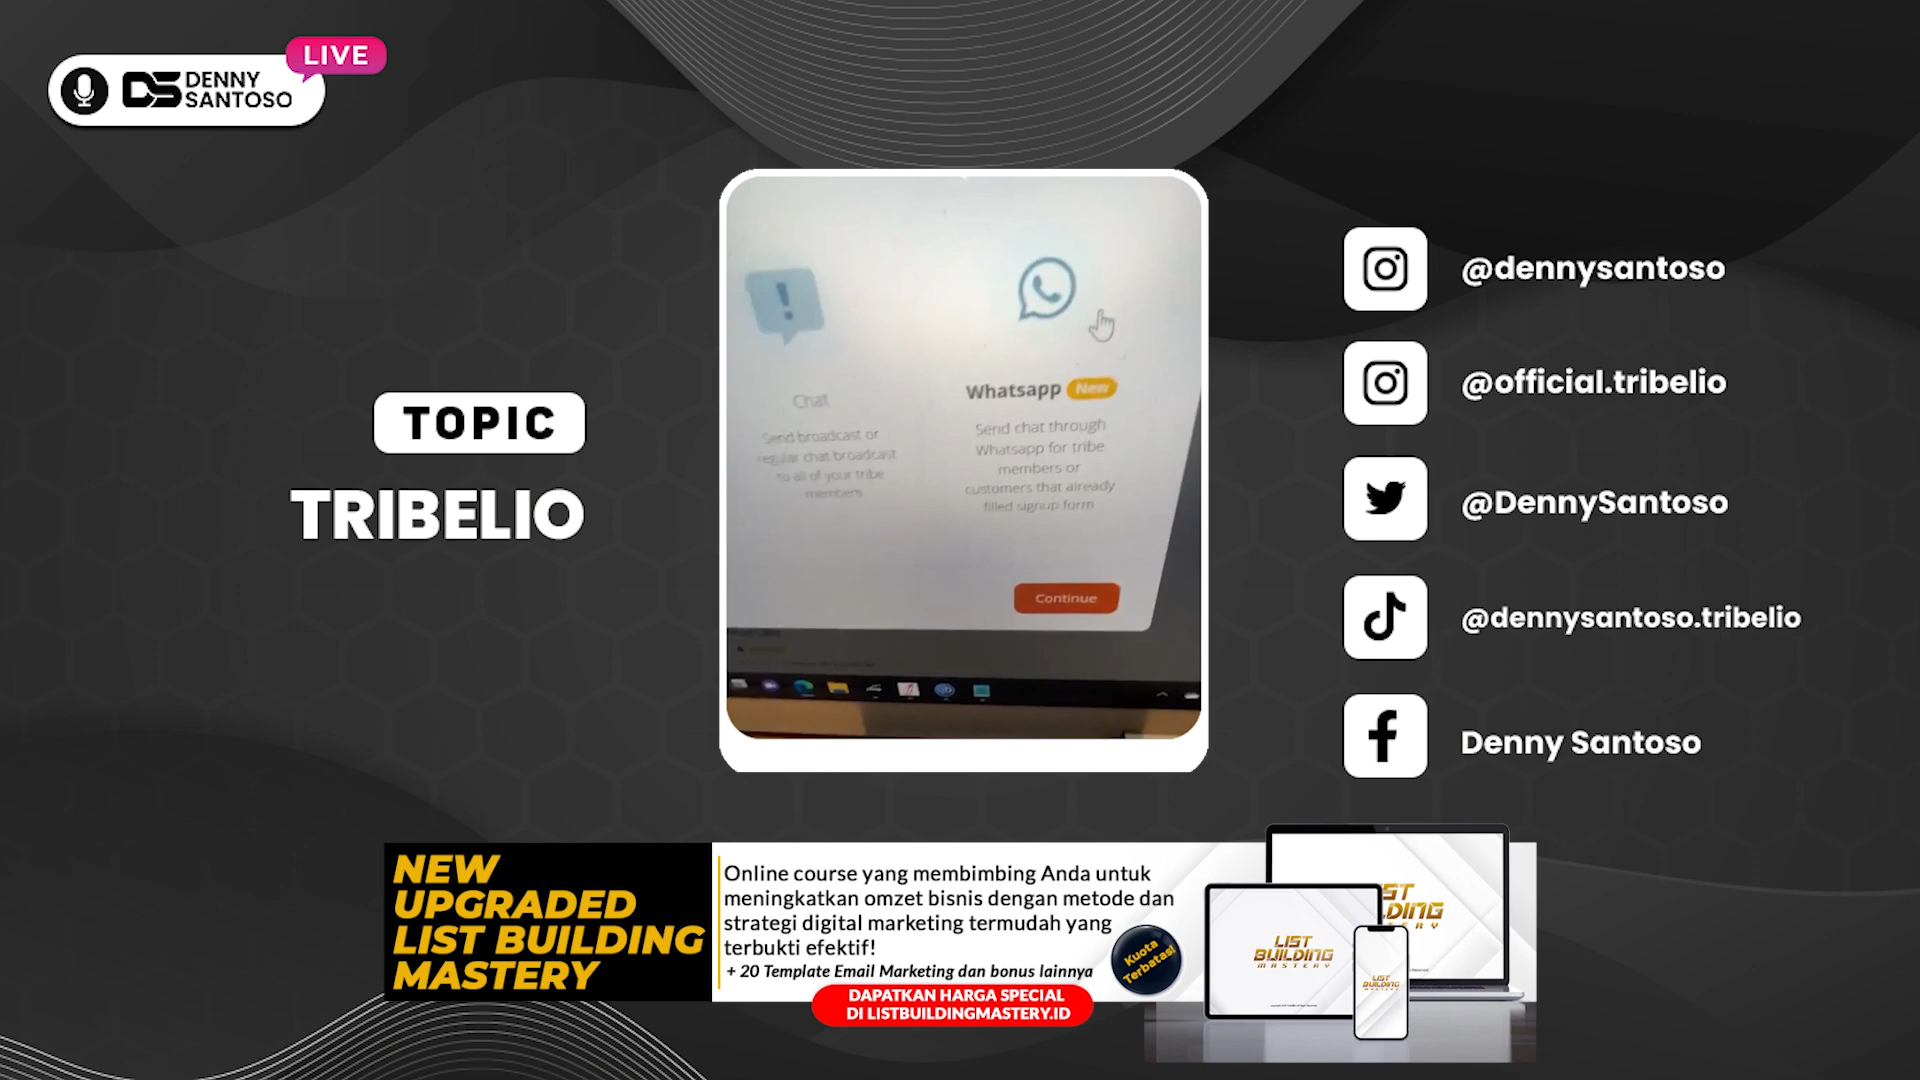 LIVE
DS DENNY
SANTOSO
TOPIC
TRIBELIO
Chat
Send broadcast or
regular chat broadcast
to all of your tribe
members
Whatsapp New
Send chat through
Whatsapp for tribe
members or
customers that already
filled signup form
Continue
@dennysantoso
@official.tribelio
@DennySantoso
@dennysantoso.tribelio
Denny Santoso
NEW
UPGRADED
LIST BUILDING
MASTERY
Online course yang membimbing Anda untuk
meningkatkan omzet bisnis dengan metode dan
strategi digital marketing termudah yang
terbukti efektif!
+ 20 Template Email Marketing dan bonus lainnya
Kuota
Terbatas!
DAPATKAN HARGA SPECIAL
DI LISTBUILDINGMASTERY.ID
LIST
BUILDING
MASTERY
LIST
BUILDING
MASTERY